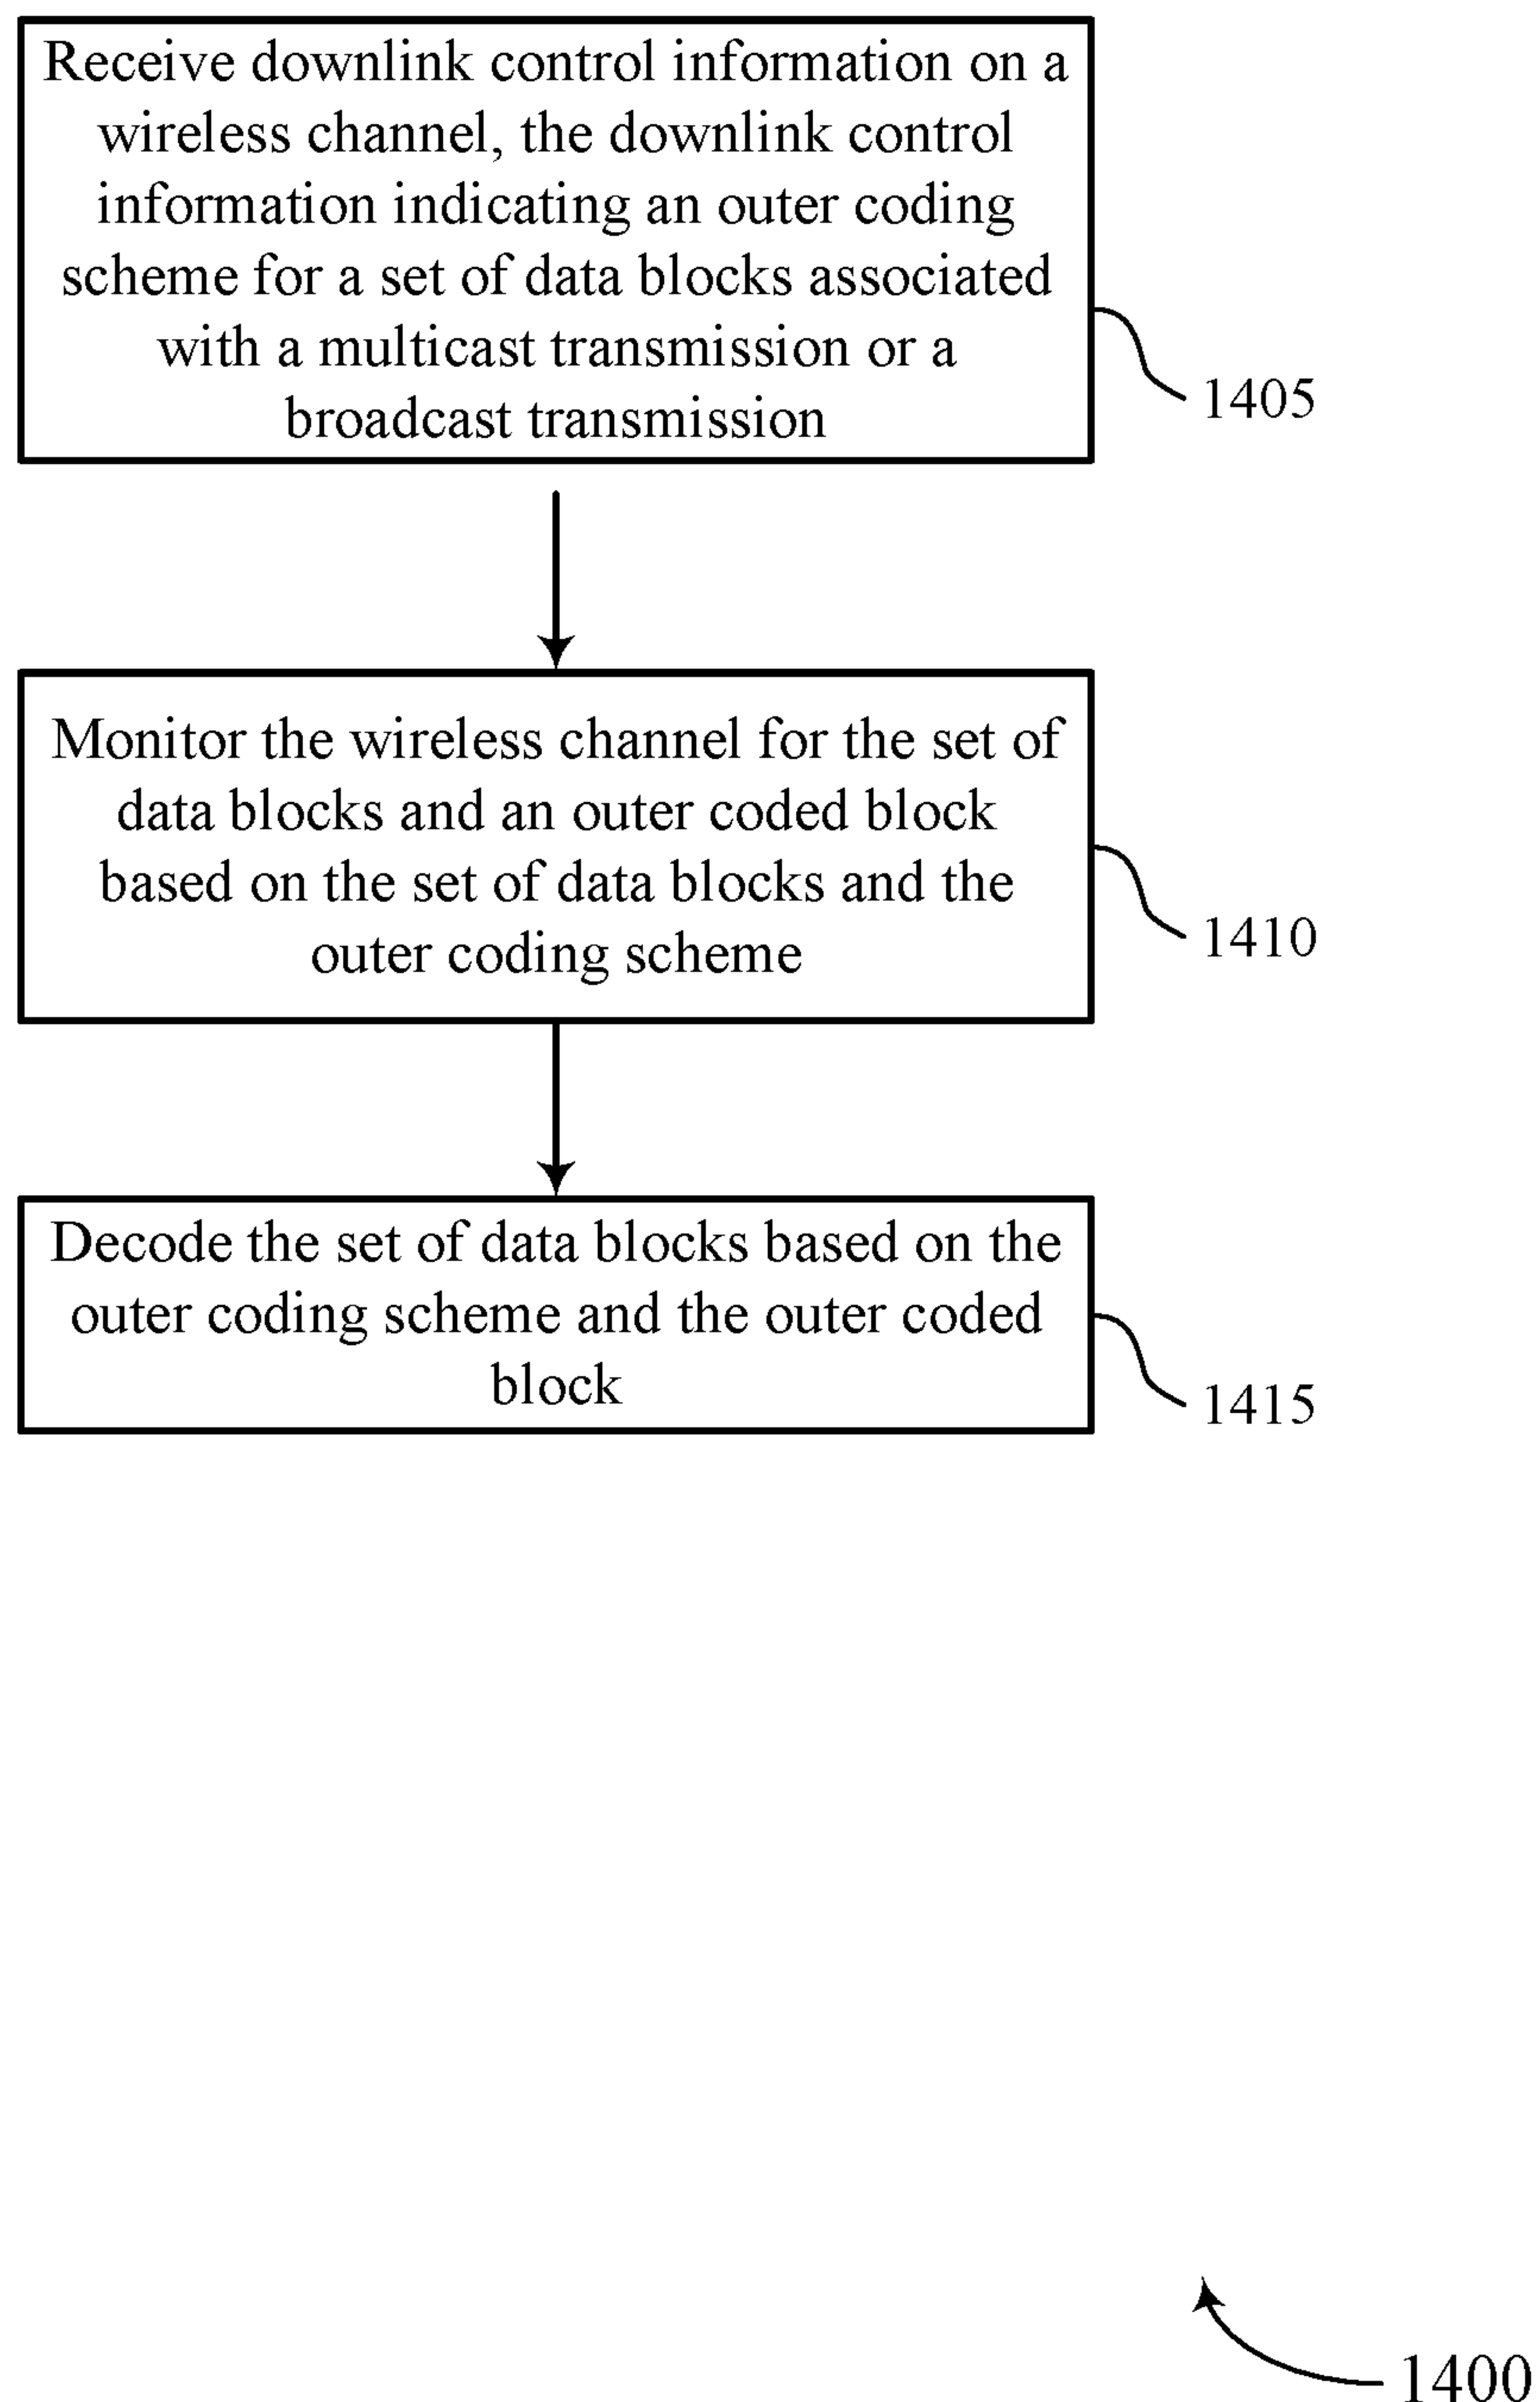 Receive downlink control information on a
wireless channel, the downlink control
information indicating an outer coding
scheme for a set of data blocks associated
with a multicast transmission or a
broadcast transmission
1405
Monitor the wireless channel for the set of
data blocks and an outer coded block
based on the set of data blocks and the
outer coding scheme
1410
Decode the set of data blocks based on the
outer coding scheme and the outer coded
block
1415
1400